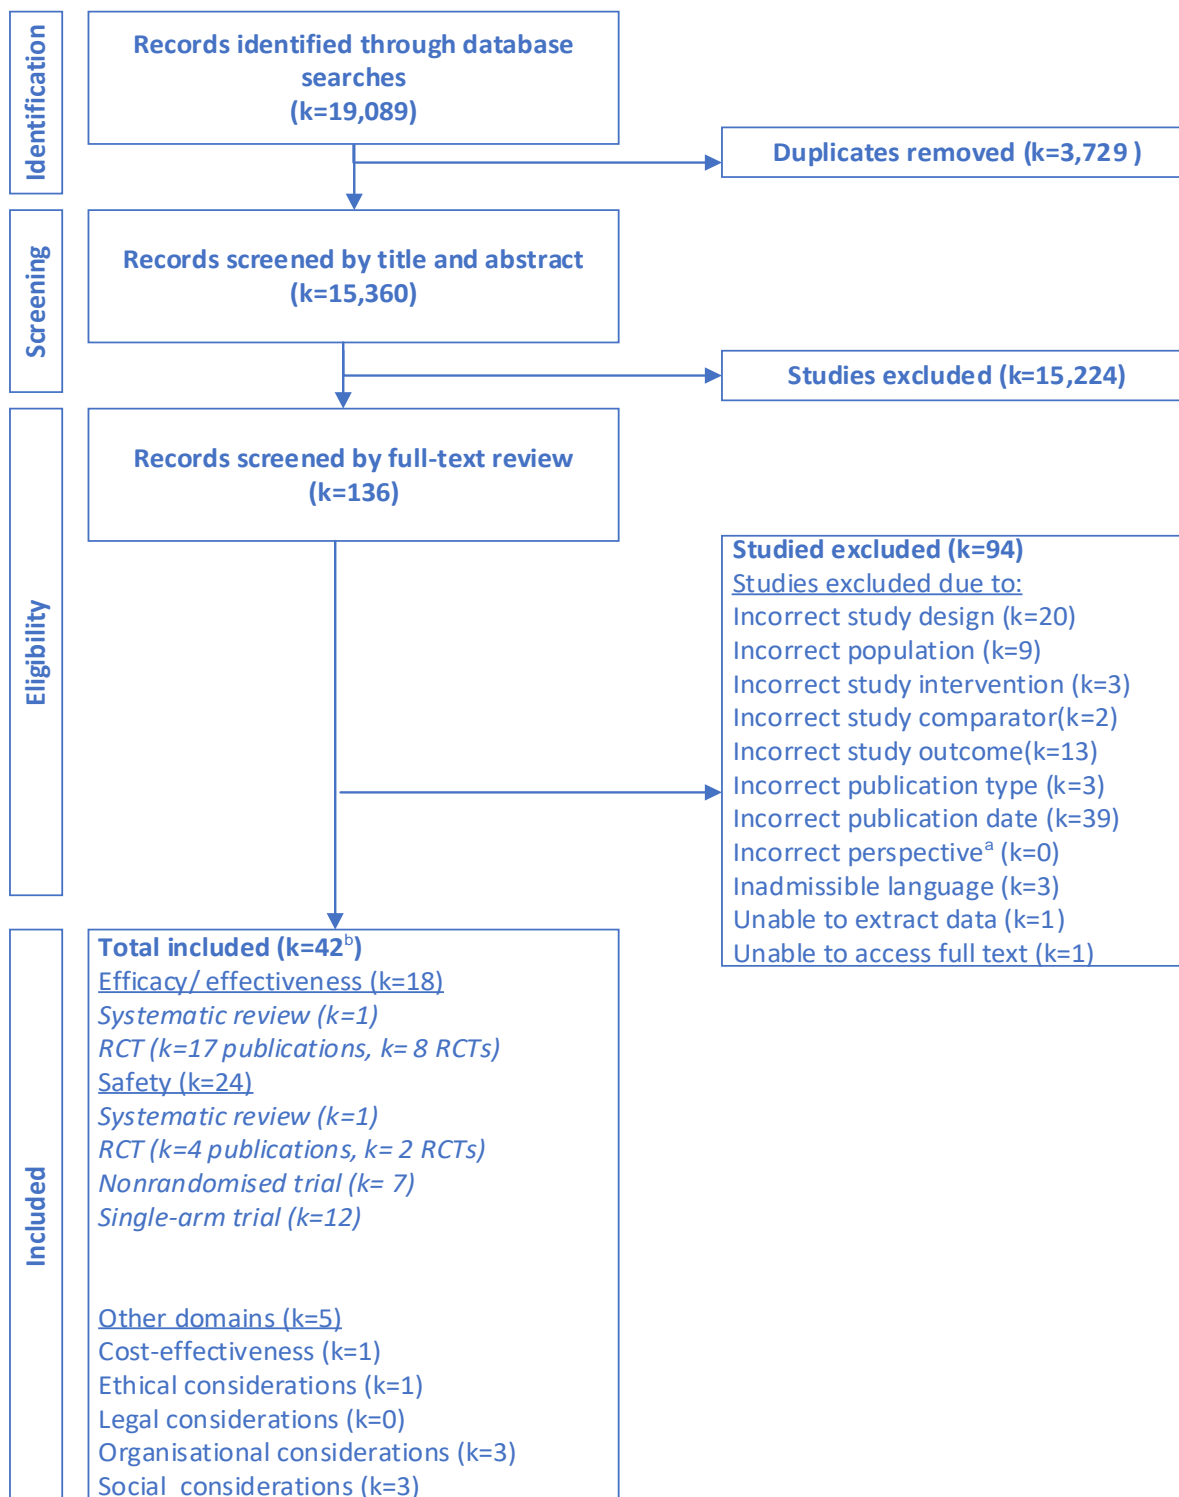 Identification
Records identified through database
searches
(k=19,089)
Duplicates removed (k=3,729 )
Screening
Records screened by title and abstract
(k=15,360)
Studies excluded (k=15,224)
Eligibility
Records screened by full-text review
(k=136)
Studied excluded (k=94)
Studies excluded due to:
Incorrect study design (k=20)
Incorrect population (k=9)
Incorrect study intervention (k=3)
Incorrect study comparator(k=2)
Incorrect study outcome(k=13)
Incorrect publication type (k=3)
Incorrect publication date (k=39)
Incorrect perspectiveᵃ (k=0)
Inadmissible language (k=3)
Unable to extract data (k=1)
Unable to access full text (k=1)
Included
Total included (k=42ᵇ)
Efficacy/ effectiveness (k=18)
Systematic review (k=1)
RCT (k=17 publications, k= 8 RCTs)
Safety (k=24)
Systematic review (k=1)
RCT (k=4 publications, k= 2 RCTs)
Nonrandomised trial (k= 7)
Single-arm trial (k=12)
Other domains (k=5)
Cost-effectiveness (k=1)
Ethical considerations (k=1)
Legal considerations (k=0)
Organisational considerations (k=3)
Social  considerations (k=3)